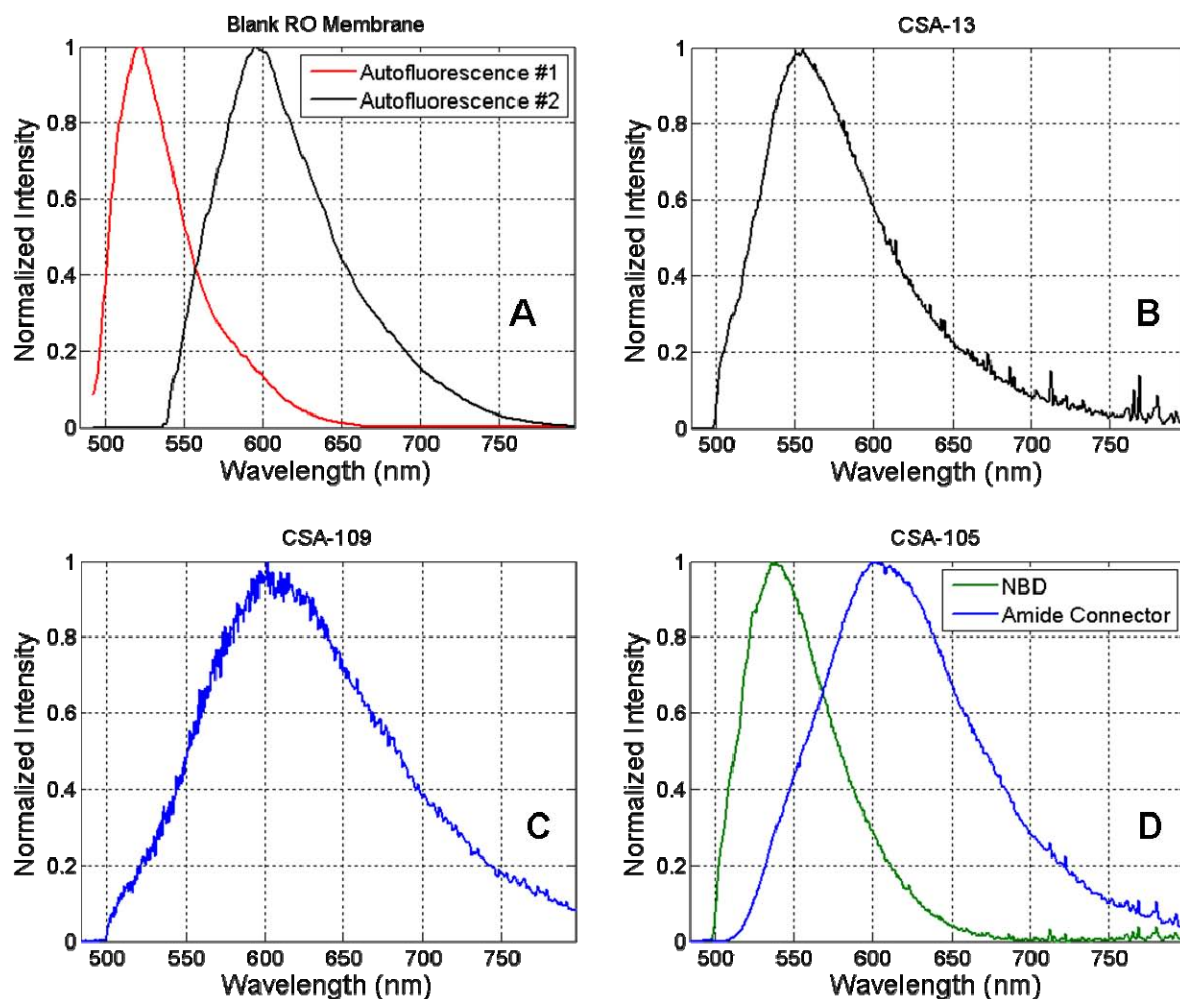 Blank RO Membrane
Autofluorescence #1
Autofluorescence #2
Normalized Intensity
1
0.8
0.6
0.4
0.2
0
A
500 550 600 650 700 750
Wavelength (nm)
CSA-13
Normalized Intensity
1
0.8
0.6
0.4
0.2
0
B
500 550 600 650 700 750
Wavelength (nm)
CSA-109
Normalized Intensity
1
0.8
0.6
0.4
0.2
0
C
500 550 600 650 700 750
Wavelength (nm)
CSA-105
NBD
Amide Connector
Normalized Intensity
1
0.8
0.6
0.4
0.2
0
D
500 550 600 650 700 750
Wavelength (nm)